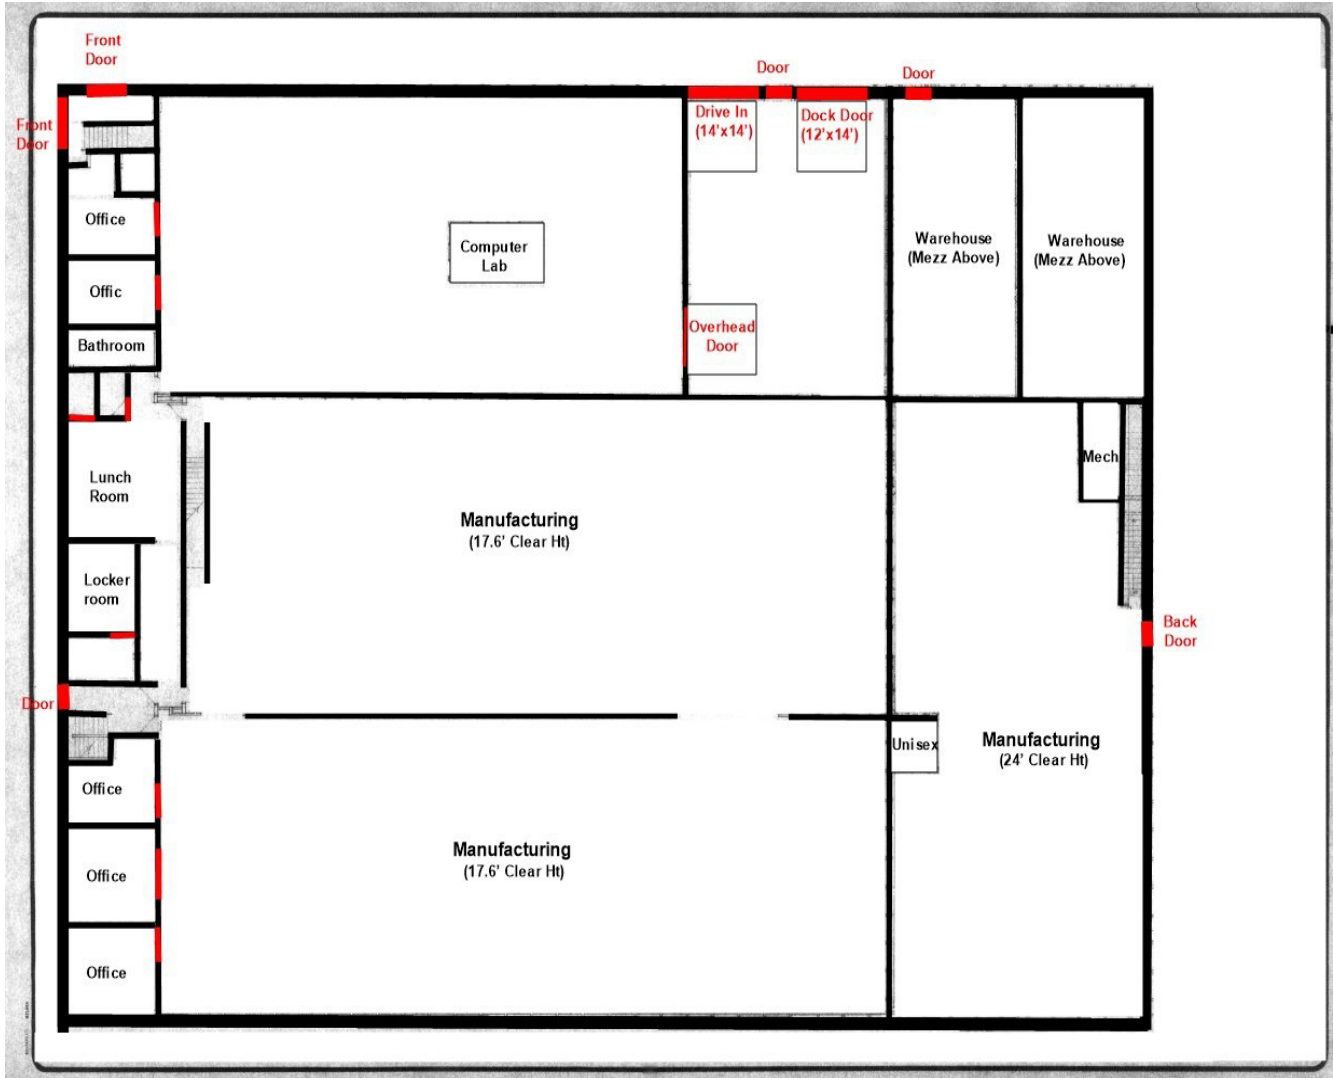 Front
Door
Door
Door
Front
Door
Drive In
(14'x14')
Dock Door
(12'x14')
Office
Computer
Lab
Warehouse
(Mezz Above)
Warehouse
(Mezz Above)
Offic
Bathroom
Overhead
Door
Lunch
Room
Mech
Manufacturing
(17.6' Clear Ht)
Locker
room
Back
Door
Door
Unisex
Manufacturing
(24' Clear Ht)
Office
Manufacturing
(17.6' Clear Ht)
Office
Office